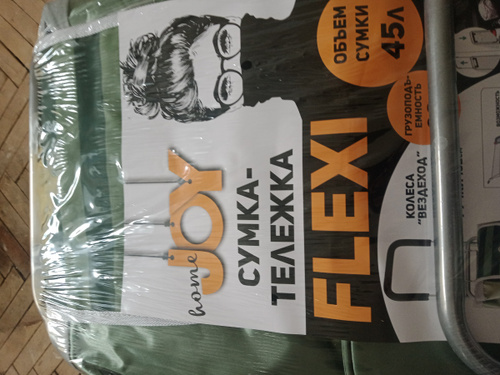 home
JOY
СУМКА-
ТЕЛЕЖКА
FLEXI
ОБЪЕМ
СУМКИ
45Л
ГРУЗОПОДЪ-
ЕМНОСТЬ
КОЛЕСА
"ВЕЗДЕХОД"